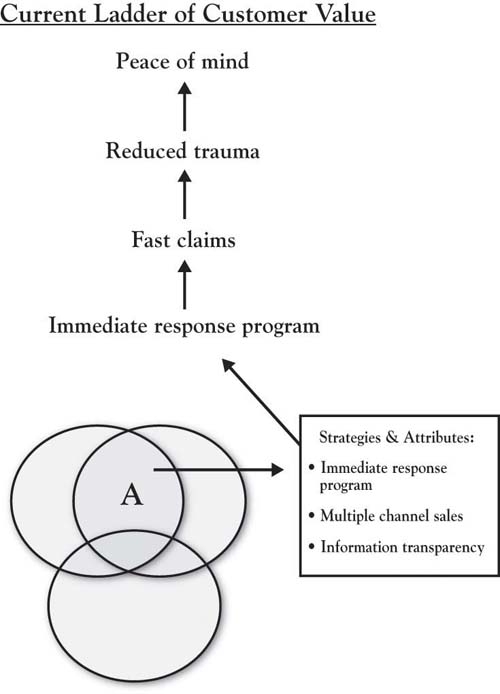 Current Ladder of Customer Value
Peace of mind
Reduced trauma
Fast claims
Immediate response program
Strategies & Attributes:
• Immediate response
program
• Multiple channel sales
• Information transparency
A